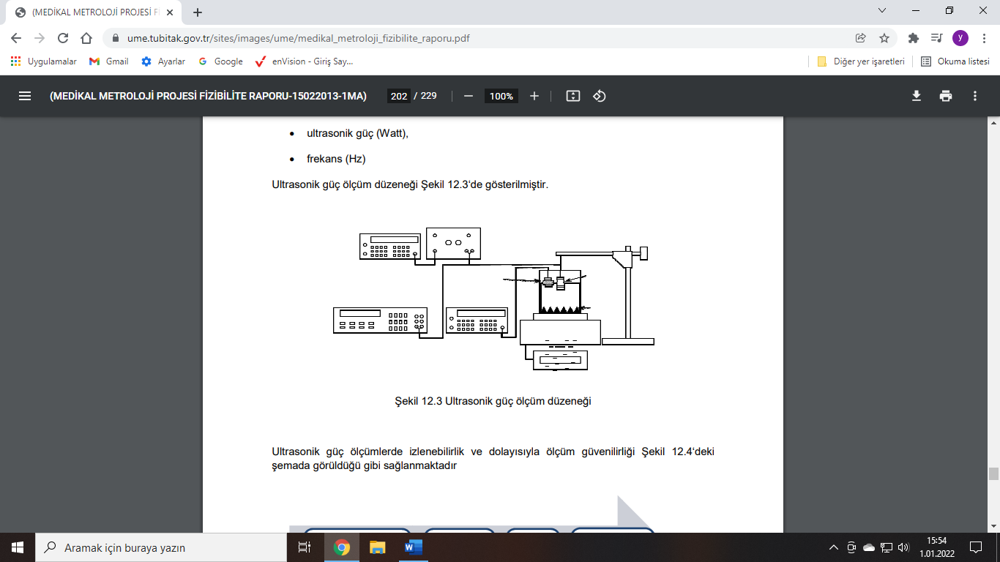 (MEDİKAL METROLOJİ PROJESİ Fİ
ume.tubitak.gov.tr/sites/images/ume/medikal_metroloji_fizibilite_raporu.pdf
y
Uygulamalar
Gmail
Ayarlar
Google
enVision - Giriş Say...
Diğer yer işaretleri
Okuma listesi
(MEDİKAL METROLOJİ PROJESİ FİZİBİLİTE RAPORU-15022013-1MA)
202 / 229
100%
• ultrasonik güç (Watt),
• frekans (Hz)
Ultrasonik güç ölçüm düzeneği Şekil 12.3‘de gösterilmiştir.
Şekil 12.3 Ultrasonik güç ölçüm düzeneği
Ultrasonik güç ölçümlerde izlenebilirlik ve dolayısıyla ölçüm güvenilirliği Şekil 12.4‘deki
şemada görüldüğü gibi sağlanmaktadır
Aramak için buraya yazın
15:54
1.01.2022